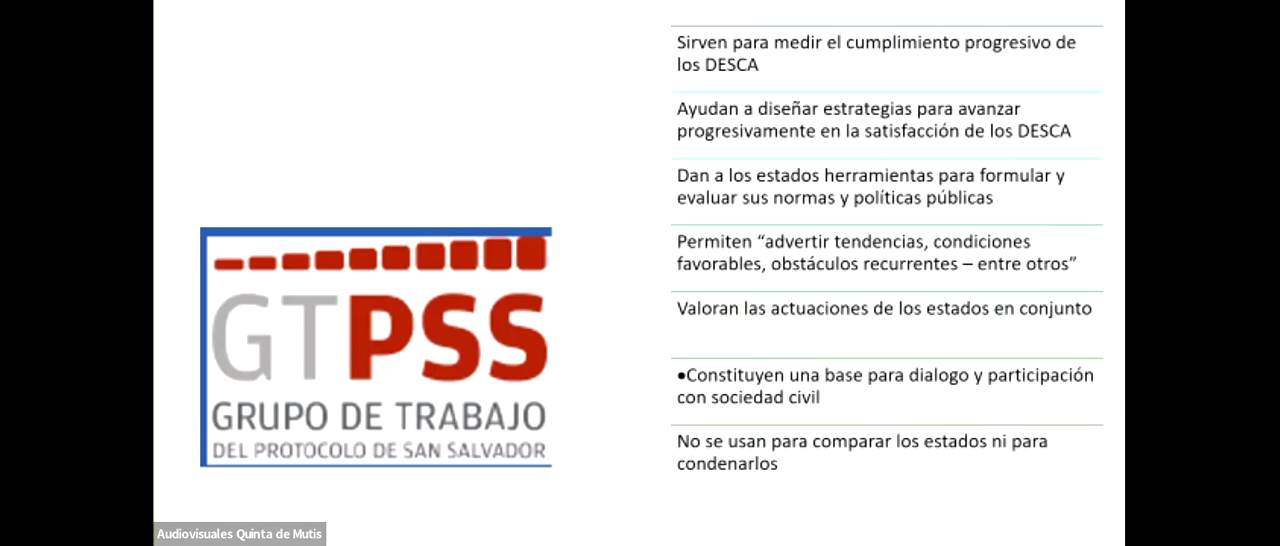 Sirven para medir el cumplimiento progresivo de
los DESCA
Ayudan a diseñar estrategias para avanzar
progresivamente en la satisfacción de los DESCA
Dan a los estados herramientas para formular y
evaluar sus normas y políticas públicas
Permiten “advertir tendencias, condiciones
favorables, obstáculos recurrentes – entre otros”
Valoran las actuaciones de los estados en conjunto
•Constituyen una base para dialogo y participación
con sociedad civil
No se usan para comparar los estados ni para
condenarlos
GTPSS
GRUPO DE TRABAJO
DEL PROTOCOLO DE SAN SALVADOR
Audiovisuales Quinta de Mutis